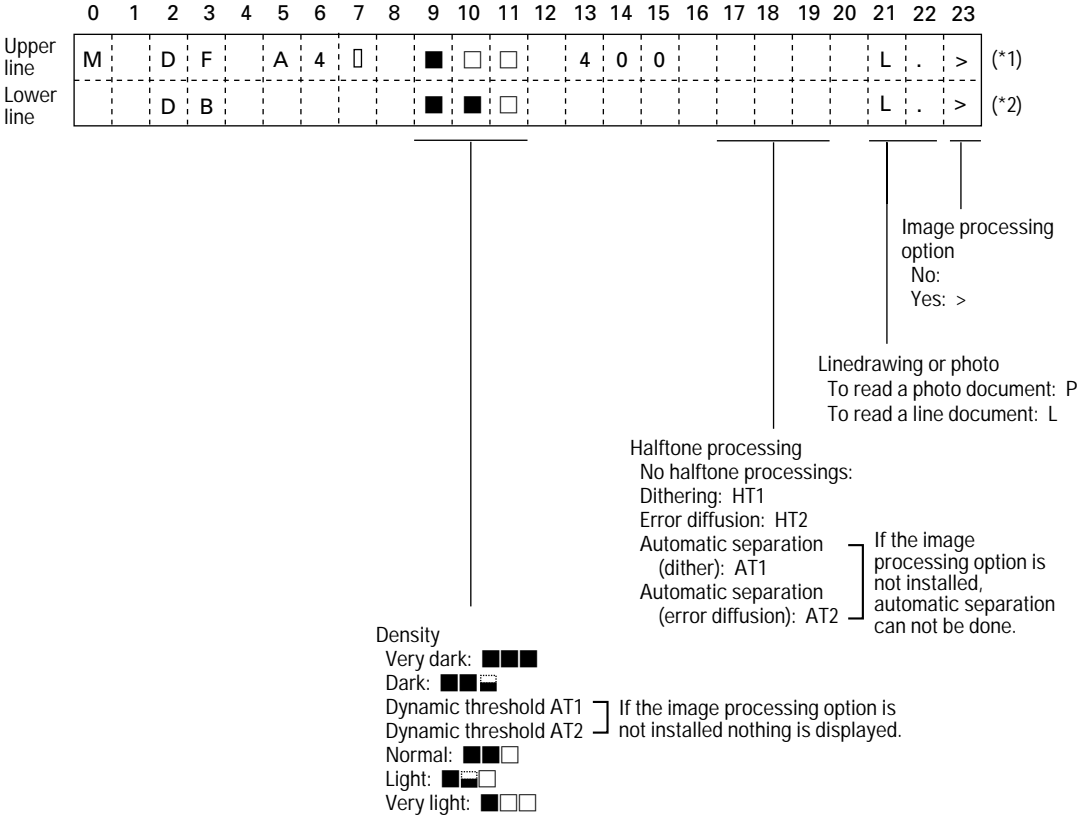 0 1 2 3 4 5 6 7 8 9 10 11 12 13 14 15 16 17 18 19 20 21 22 23
Upper line M D F A 4 ▯ ■ □ □ 4 0 0 L . > (*1)
Lower line D B ■ ■ □ L . > (*2)
Image processing
option
No:
Yes: >
Linedrawing or photo
To read a photo document: P
To read a line document: L
Halftone processing
No halftone processings:
Dithering: HT1
Error diffusion: HT2
Automatic separation
(dither): AT1
Automatic separation
(error diffusion): AT2
If the image
processing option is
not installed,
automatic separation
can not be done.
Density
Very dark: ■■■
Dark: ■■⬓
Dynamic threshold AT1
Dynamic threshold AT2
If the image processing option is
not installed nothing is displayed.
Normal: ■■□
Light: ■⬓□
Very light: ■□□